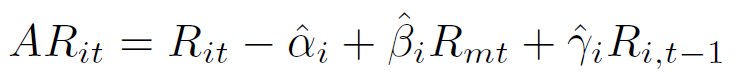 $AR_{it} = R_{it} - \hat{\alpha}_i + \hat{\beta}_i R_{mt} + \hat{\gamma}_i R_{i,t-1}$